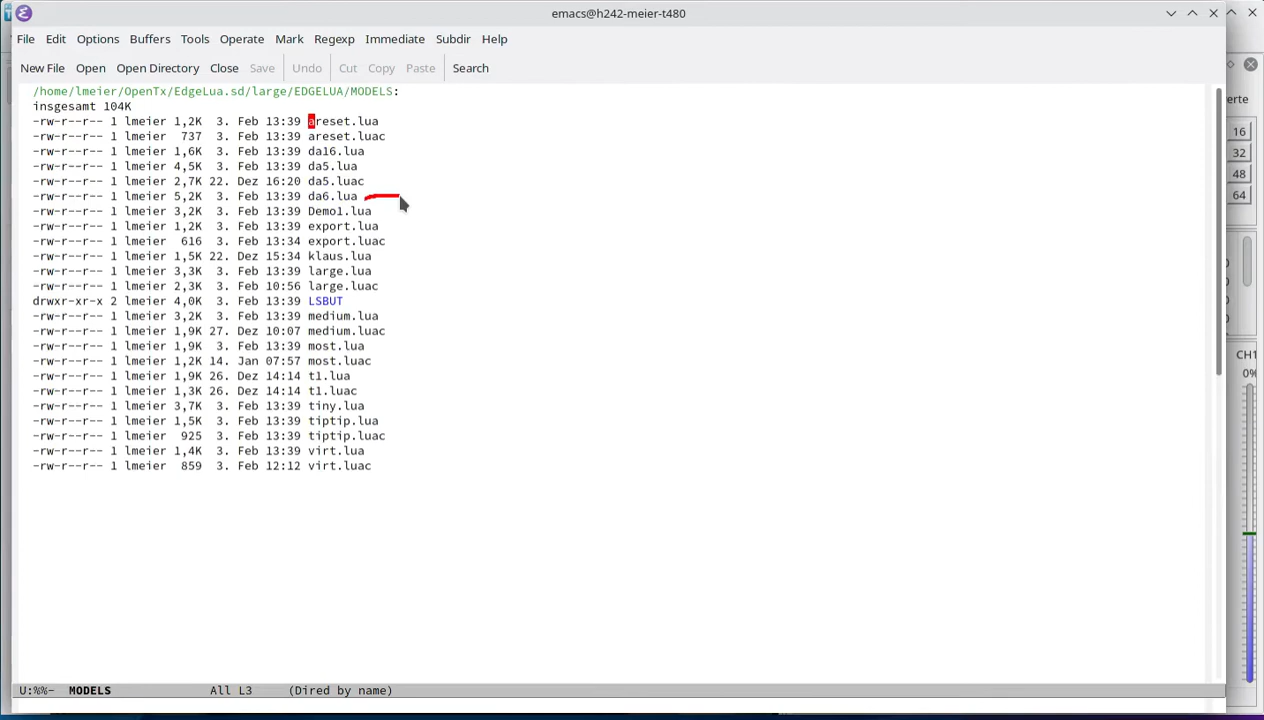 emacs@h242-meier-t480
File Edit Options Buffers Tools Operate Mark Regexp Immediate Subdir Help
New File Open Open Directory Close Save Undo Cut Copy Paste Search
/home/lmeier/OpenTx/EdgeLua.sd/large/EDGELUA/MODELS:
insgesamt 104K
-rw-r--r-- 1 lmeier 1,2K  3. Feb 13:39 areset.lua
-rw-r--r-- 1 lmeier  737  3. Feb 13:39 areset.luac
-rw-r--r-- 1 lmeier 1,6K  3. Feb 13:39 da16.lua
-rw-r--r-- 1 lmeier 4,5K  3. Feb 13:39 da5.lua
-rw-r--r-- 1 lmeier 2,7K 22. Dez 16:20 da5.luac
-rw-r--r-- 1 lmeier 5,2K  3. Feb 13:39 da6.lua
-rw-r--r-- 1 lmeier 3,2K  3. Feb 13:39 Demo1.lua
-rw-r--r-- 1 lmeier 1,2K  3. Feb 13:39 export.lua
-rw-r--r-- 1 lmeier  616  3. Feb 13:34 export.luac
-rw-r--r-- 1 lmeier 1,5K 22. Dez 15:34 klaus.lua
-rw-r--r-- 1 lmeier 3,3K  3. Feb 13:39 large.lua
-rw-r--r-- 1 lmeier 2,3K  3. Feb 10:56 large.luac
drwxr-xr-x 2 lmeier 4,0K  3. Feb 13:39 LSBUT
-rw-r--r-- 1 lmeier 3,2K  3. Feb 13:39 medium.lua
-rw-r--r-- 1 lmeier 1,9K 27. Dez 10:07 medium.luac
-rw-r--r-- 1 lmeier 1,9K  3. Feb 13:39 most.lua
-rw-r--r-- 1 lmeier 1,2K 14. Jan 07:57 most.luac
-rw-r--r-- 1 lmeier 1,9K 26. Dez 14:14 t1.lua
-rw-r--r-- 1 lmeier 1,3K 26. Dez 14:14 t1.luac
-rw-r--r-- 1 lmeier 3,7K  3. Feb 13:39 tiny.lua
-rw-r--r-- 1 lmeier 1,5K  3. Feb 13:39 tiptip.lua
-rw-r--r-- 1 lmeier  925  3. Feb 13:39 tiptip.luac
-rw-r--r-- 1 lmeier 1,4K  3. Feb 13:39 virt.lua
-rw-r--r-- 1 lmeier  859  3. Feb 12:12 virt.luac
U:%%-  MODELS  All L3  (Dired by name)
16
32
48
64
CH1
0%